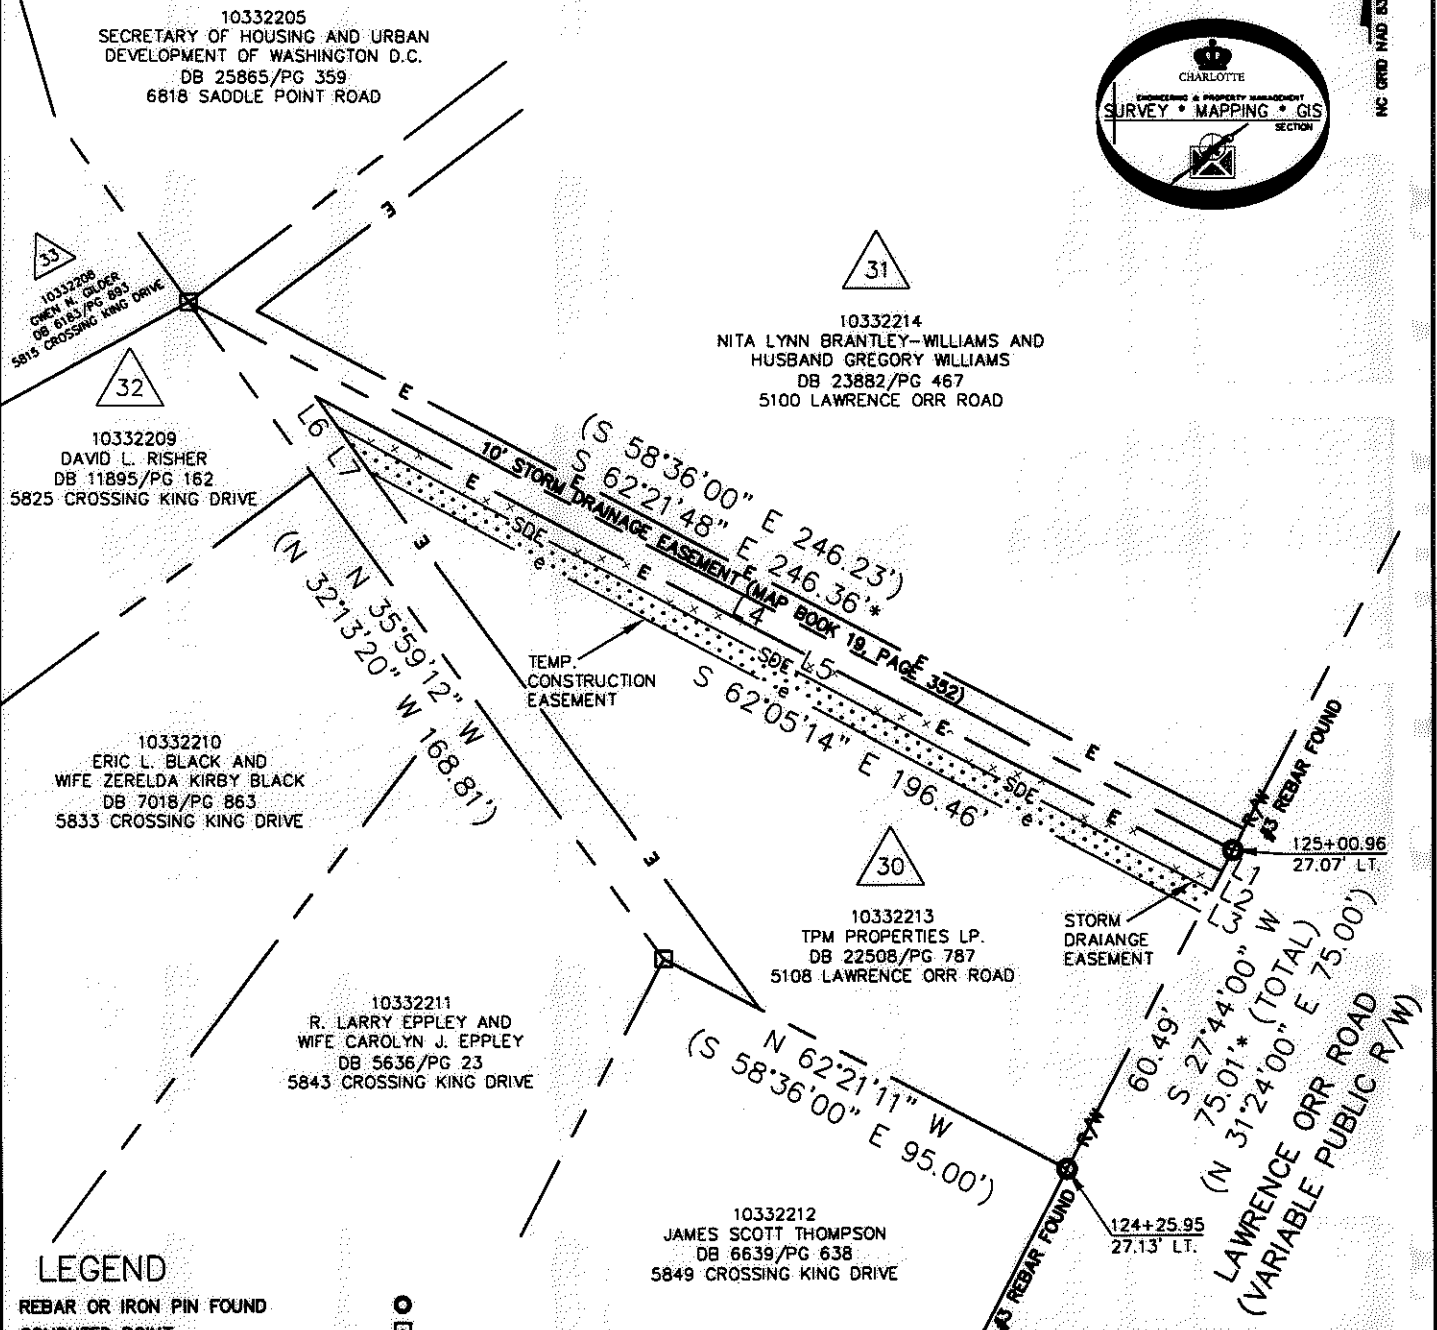 10332205
SECRETARY OF HOUSING AND URBAN
DEVELOPMENT OF WASHINGTON D.C.
DB 25865/PG 359
6818 SADDLE POINT ROAD
CHARLOTTE
ENGINEERING & PROPERTY MANAGEMENT
SURVEY * MAPPING * GIS
SECTION
NC GRID NAD 83
33
10332208
GWEN N. GILDER
DB 6183/PG 893
5815 CROSSING KING DRIVE
32
10332209
DAVID L. RISHER
DB 11895/PG 162
5825 CROSSING KING DRIVE
31
10332214
NITA LYNN BRANTLEY-WILLIAMS AND
HUSBAND GREGORY WILLIAMS
DB 23882/PG 467
5100 LAWRENCE ORR ROAD
E
E
E
E
E
E
E
E
E
E
E
E
E
L6
L7
(S 58°36'00" E 246.23')
S 62°21'48" E 246.36'*
10' STORM DRAINAGE EASEMENT (MAP BOOK 19, PAGE 352)
SDE
SDE
SDE
e
e
e
L4
L5
S 62°05'14" E 196.46'
TEMP.
CONSTRUCTION
EASEMENT
N 35°59'12" W
(N 32°13'20" W 168.81')
10332210
ERIC L. BLACK AND
WIFE ZERELDA KIRBY BLACK
DB 7018/PG 863
5833 CROSSING KING DRIVE
R/W
#3 REBAR FOUND
125+00.96
27.07' LT.
L1
L2
L3
30
10332213
TPM PROPERTIES LP.
DB 22508/PG 787
5108 LAWRENCE ORR ROAD
STORM
DRAIANGE
EASEMENT
10332211
R. LARRY EPPLEY AND
WIFE CAROLYN J. EPPLEY
DB 5636/PG 23
5843 CROSSING KING DRIVE
N 62°21'11" W
(S 58°36'00" E 95.00')
60.49'
S 27°44'00" W
75.01'* (TOTAL)
(N 31°24'00" E 75.00')
LAWRENCE ORR ROAD
(VARIABLE PUBLIC R/W)
R/W
#3 REBAR FOUND
124+25.95
27.13' LT.
10332212
JAMES SCOTT THOMPSON
DB 6639/PG 638
5849 CROSSING KING DRIVE
LEGEND
REBAR OR IRON PIN FOUND
COMPUTED POINT